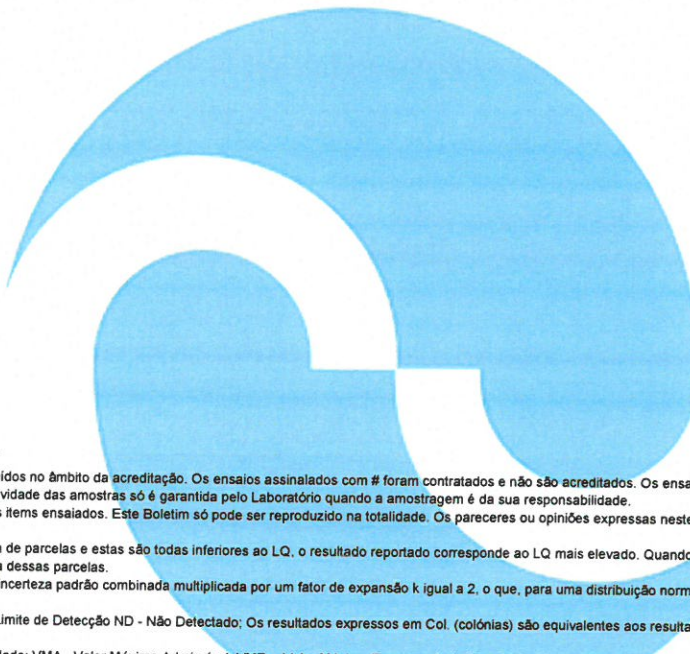 ídos no âmbito da acreditação. Os ensaios assinalados com # foram contratados e não são acreditados. Os ensa
vidade das amostras só é garantida pelo Laboratório quando a amostragem é da sua responsabilidade.
s items ensaiados. Este Boletim só pode ser reproduzido na totalidade. Os pareceres ou opiniões expressas neste
de parcelas e estas são todas inferiores ao LQ, o resultado reportado corresponde ao LQ mais elevado. Quando
dessas parcelas.
ncerteza padrão combinada multiplicada por um fator de expansão k igual a 2, o que, para uma distribuição norm
Limite de Detecção ND - Não Detectado; Os resultados expressos em Col. (colónias) são equivalentes aos resulta